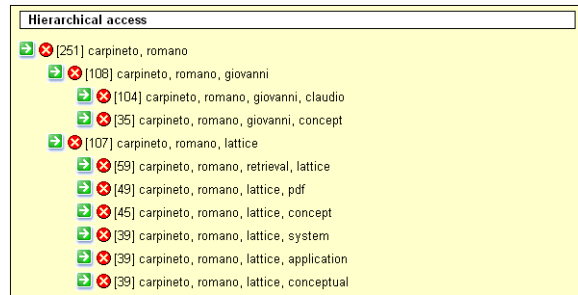 Hierarchical access
[251] carpineto, romano
[108] carpineto, romano, giovanni
[104] carpineto, romano, giovanni, claudio
[35] carpineto, romano, giovanni, concept
[107] carpineto, romano, lattice
[59] carpineto, romano, retrieval, lattice
[49] carpineto, romano, lattice, pdf
[45] carpineto, romano, lattice, concept
[39] carpineto, romano, lattice, system
[39] carpineto, romano, lattice, application
[39] carpineto, romano, lattice, conceptual